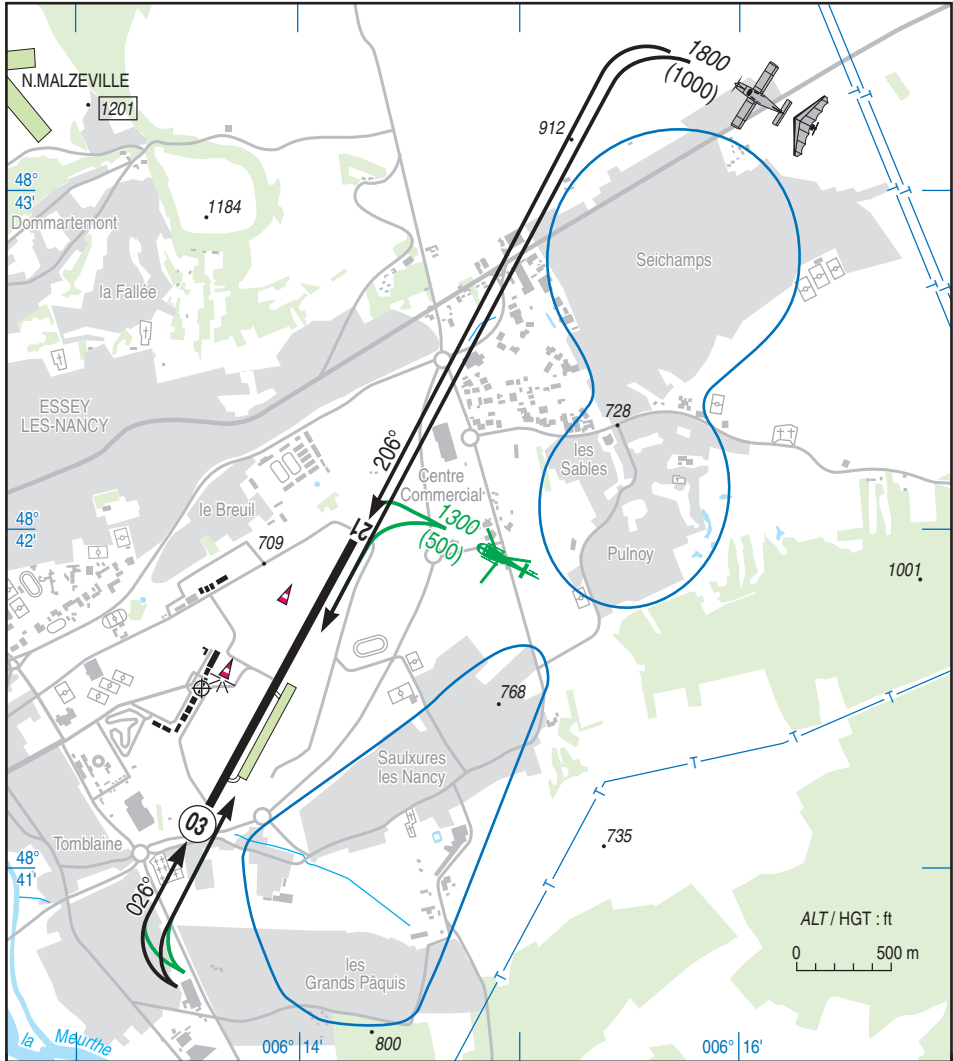 N.MALZEVILLE
1201
1800
(1000)
912
48°
43'
1184
Dommartemont
Seichamps
la Fallée
ESSEY
LES-NANCY
728
206°
les
Sables
Centre
Commercial
le Breuil
1300
(500)
21
48°
42'
709
Pulnoy
1001
768
Saulxures
les Nancy
03
Tomblaine
735
48°
41'
026°
ALT / HGT : ft
0 500 m
les
Grands Pâquis
la Meurthe
006° 14'
800
006° 16'
T
T
T
T
T
T
T
T
T
T
T